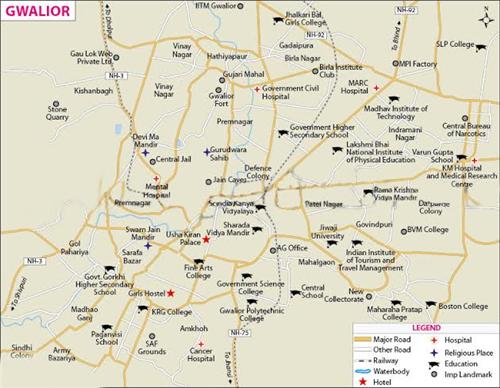 GWALIOR
To Dholpur
IITM Gwalior
Jhalkari Bai
Girls College
NH-92
NH-92
To Bhind
N
SLP College
Gau Lok Web
Private Ltd
NH-3
Vinay
Nagar
Hathiyapur
Gadaipura
Birla Nagar
Birla Institute
Club
MPI Factory
Kishanbagh
Vinay
Nagar
Gujari Mahal
Gwalior
Fort
Government Civil
Hospital
MARC
Hospital
Stone
Quarry
Premnagar
Madhav Institute of
Technology
Central Bureau
of Narcotics
Devi Ma
Mandir
Government Higher
Secondary School
Indramani
Nagar
Central Jail
Gurudwara
Sahib
Lakshmi Bhai
National Institute
of Physical Education
Varun Gupta
School
KM Hospital
and Medical Research
Centre
Mental
Hospital
Jain Caves
Defence
Colony
Premnagar
Scindia Kanya
Vidyalaya
Patel Nagar
Rama Krishna
Vidya Mandir
Colony
Swarn Jain
Mandir
Usha Kiran
Palace
Sharada
Vidya Mandir
Jiwaji
University
Govindpuri
BVM College
Gol
Pahariya
Sarafa
Bazar
AG Office
Indian Institute
of Tourism and
Travel Management
NH-3
To Shivpuri
Govt. Gorkhi
Higher Secondary
School
Fine Arts
College
Mahalgaon
Girls Hostel
Government Science
College
Central
School
New
Collectorate
Madhao
Ganj
KRG College
Gwalior Polytechnic
College
Maharaha Pratap
College
Boston College
Paganvisi
School
Ankhoh
NH-75
Sindhi
Colony
Army
Bazariya
SAF
Grounds
Cancer
Hospital
To Jhansi
LEGEND
Major Road
Other Road
Railway
Waterbody
Hotel
Hospital
Religious Place
Education
Imp Landmark